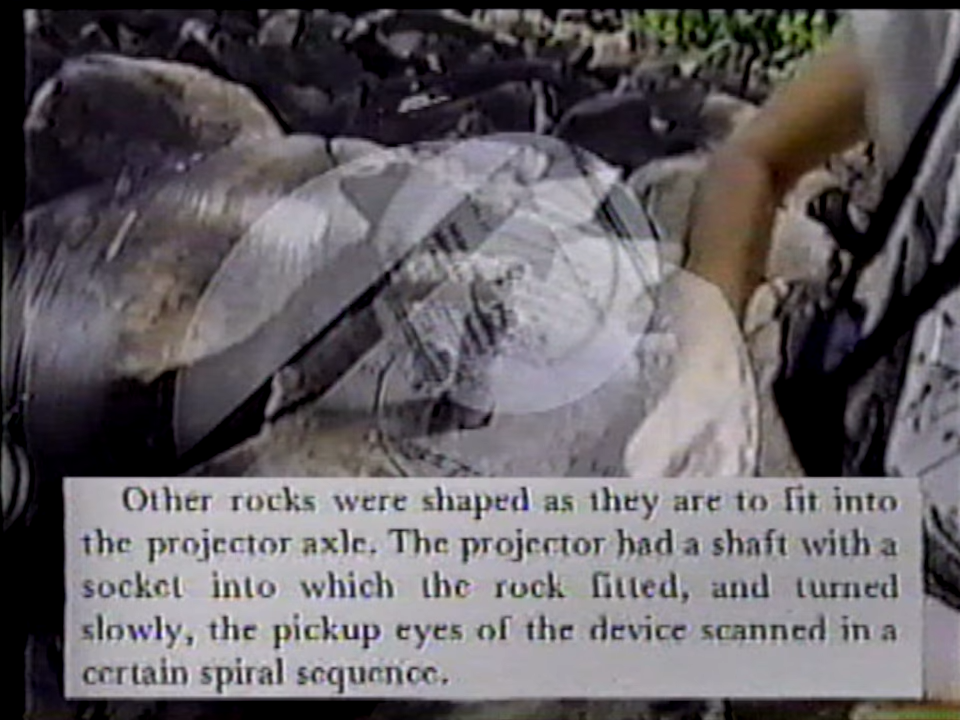 Other rocks were shaped as they are to fit into
the projector axle. The projector had a shaft with a
socket into which the rock fitted, and turned
slowly, the pickup eyes of the device scanned in a
certain spiral sequence.